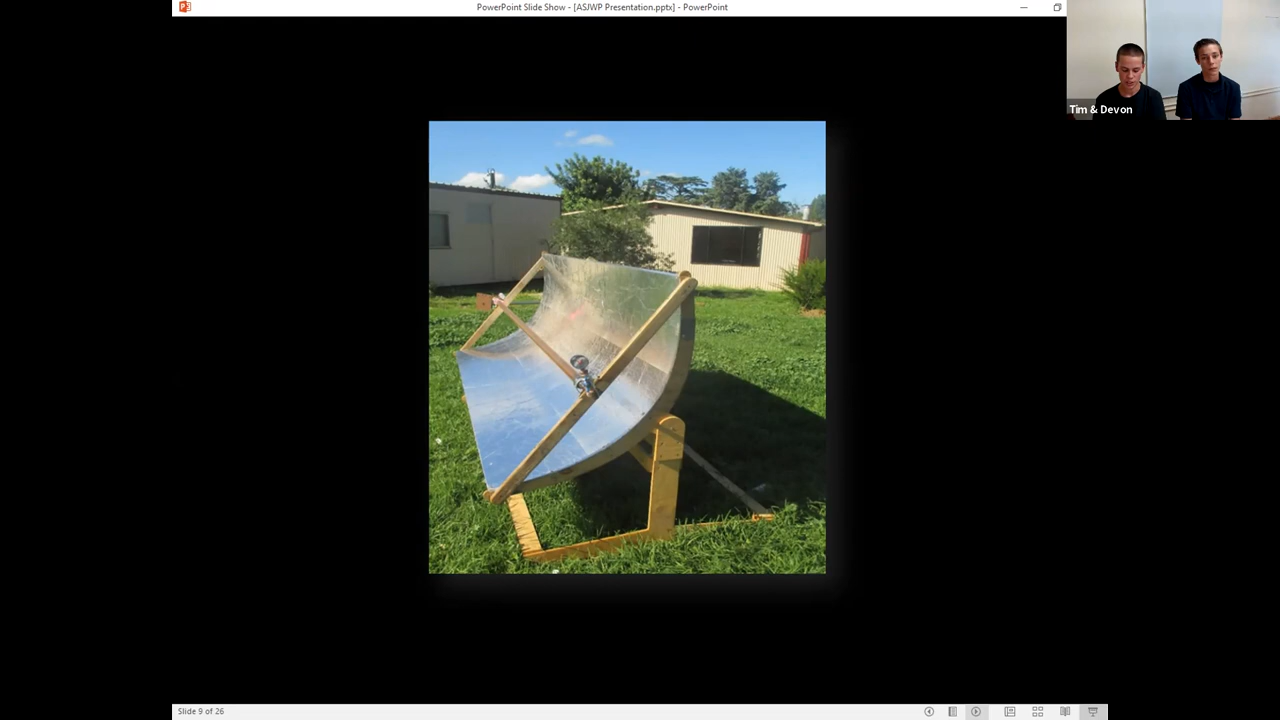 PowerPoint Slide Show - [ASJWP Presentation.pptx] - PowerPoint
Tim & Devon
Slide 9 of 26